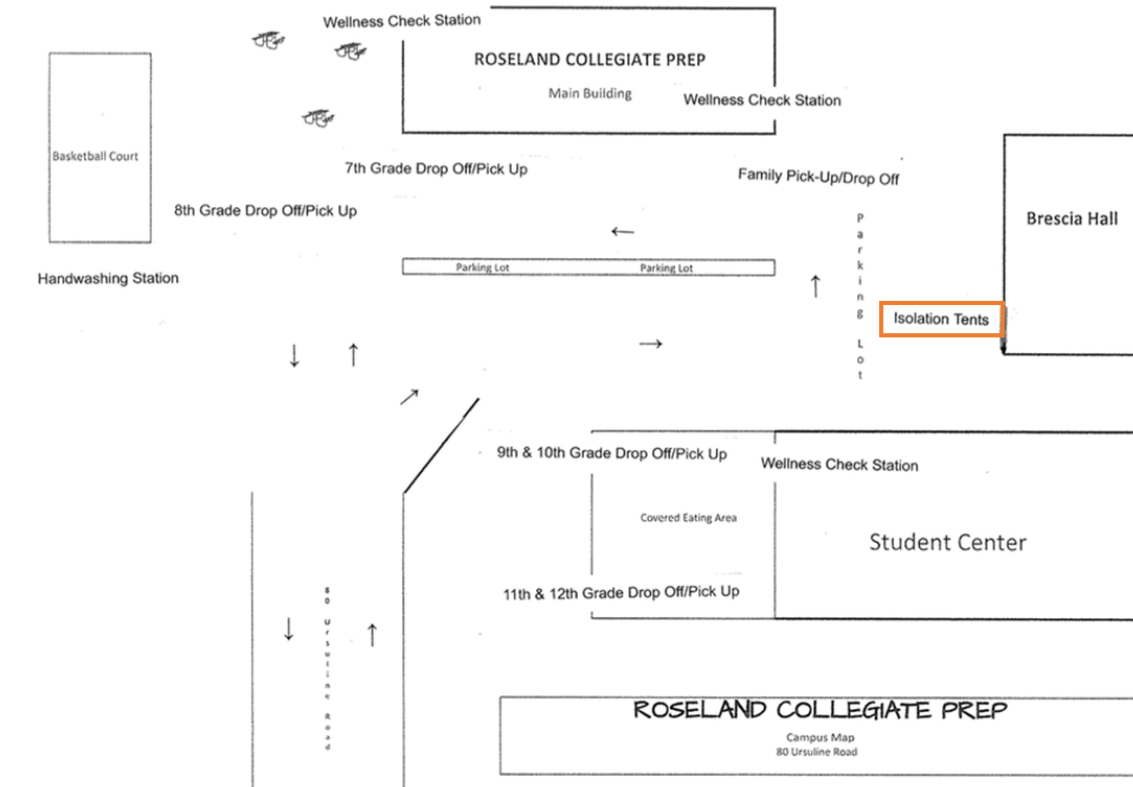 Wellness Check Station
ROSELAND COLLEGIATE PREP
Main Building
Wellness Check Station
Basketball Court
7th Grade Drop Off/Pick Up
Family Pick-Up/Drop Off
8th Grade Drop Off/Pick Up
Brescia Hall
Parking Lot
Parking Lot
Parking Lot
Handwashing Station
Isolation Tents
9th & 10th Grade Drop Off/Pick Up
Wellness Check Station
Covered Eating Area
Student Center
11th & 12th Grade Drop Off/Pick Up
80 Ursuline Road
ROSELAND COLLEGIATE PREP
Campus Map
80 Ursuline Road